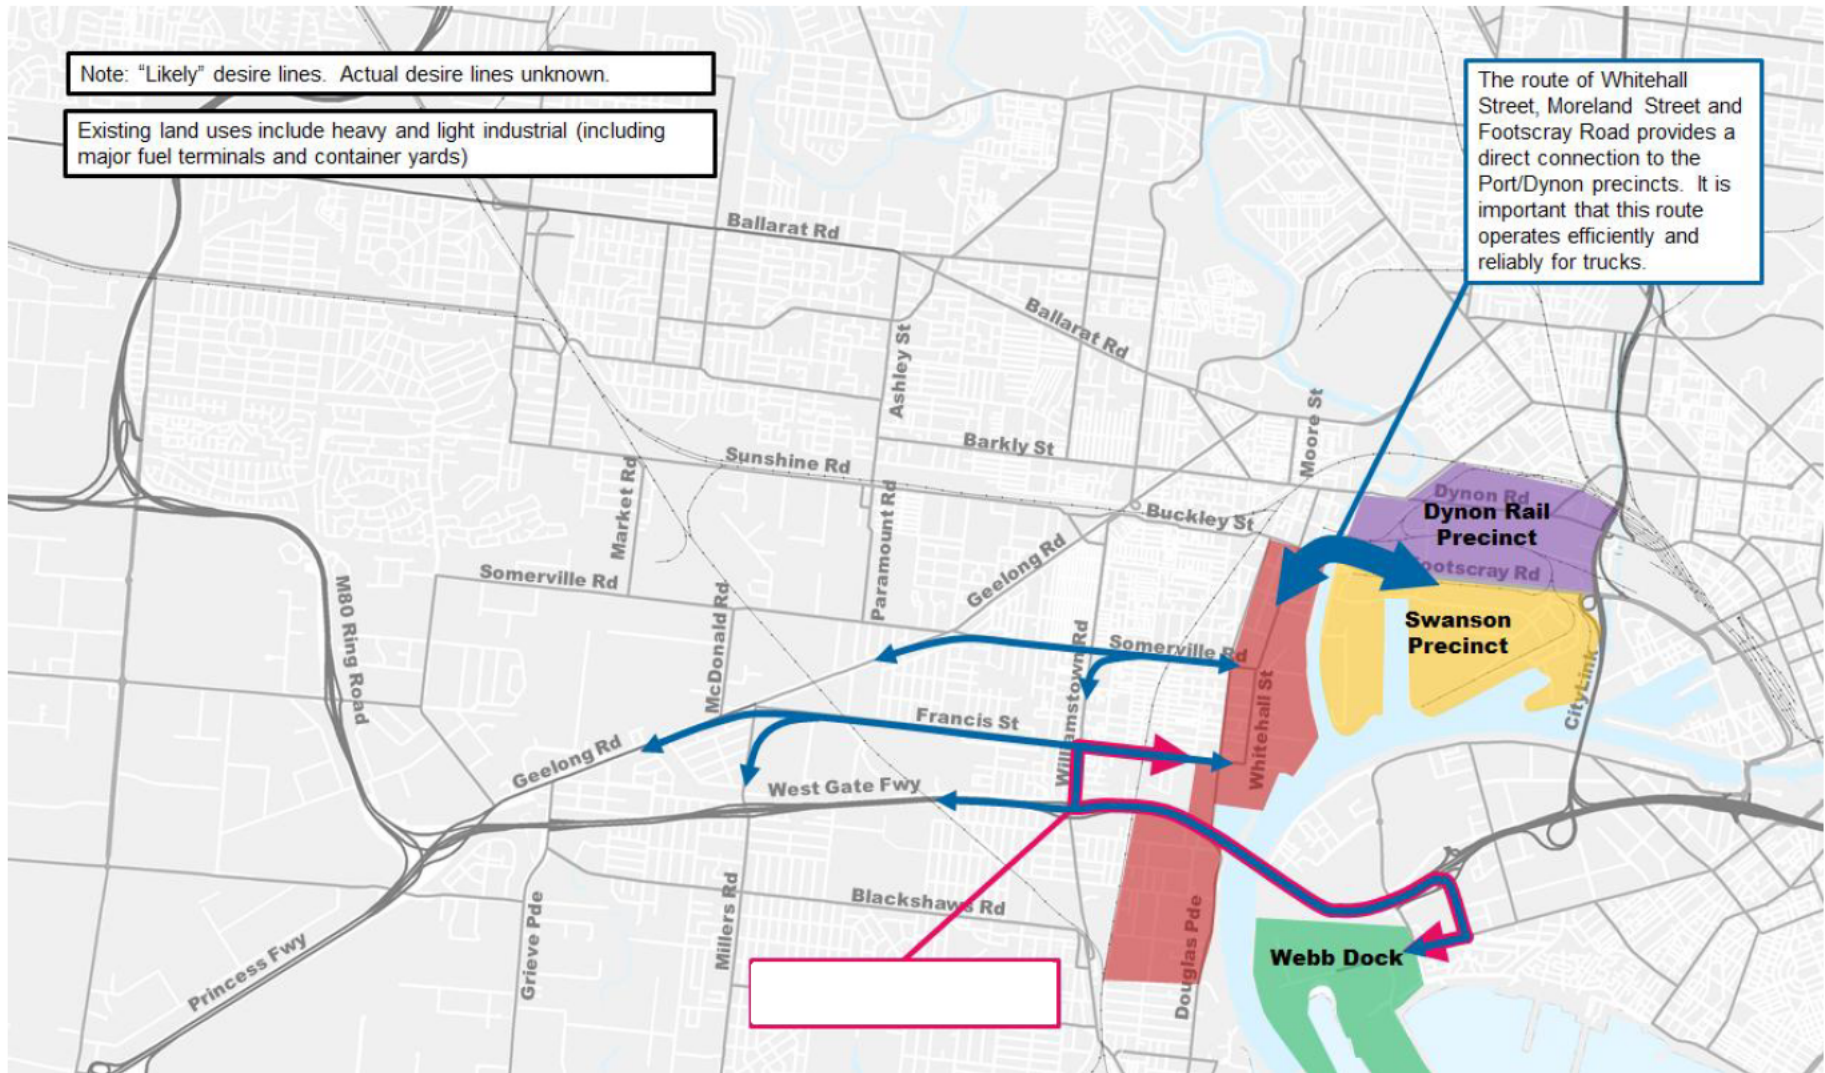 Note: “Likely” desire lines. Actual desire lines unknown.
Existing land uses include heavy and light industrial (including
major fuel terminals and container yards)
The route of Whitehall
Street, Moreland Street and
Footscray Road provides a
direct connection to the
Port/Dynon precincts. It is
important that this route
operates efficiently and
reliably for trucks.
Ballarat Rd
Ballarat Rd
Ashley St
Moore St
Barkly St
Sunshine Rd
Market Rd
Paramount Rd
Buckley St
Dynon Rd
Dynon Rail
Precinct
Footscray Rd
Geelong Rd
Somerville Rd
M80 Ring Road
McDonald Rd
Swanson
Precinct
Somerville Rd
Williamstown Rd
Whitehall St
CityLink
Francis St
Geelong Rd
West Gate Fwy
Blackshaws Rd
Millers Rd
Grieve Pde
Princess Fwy
Douglas Pde
Webb Dock